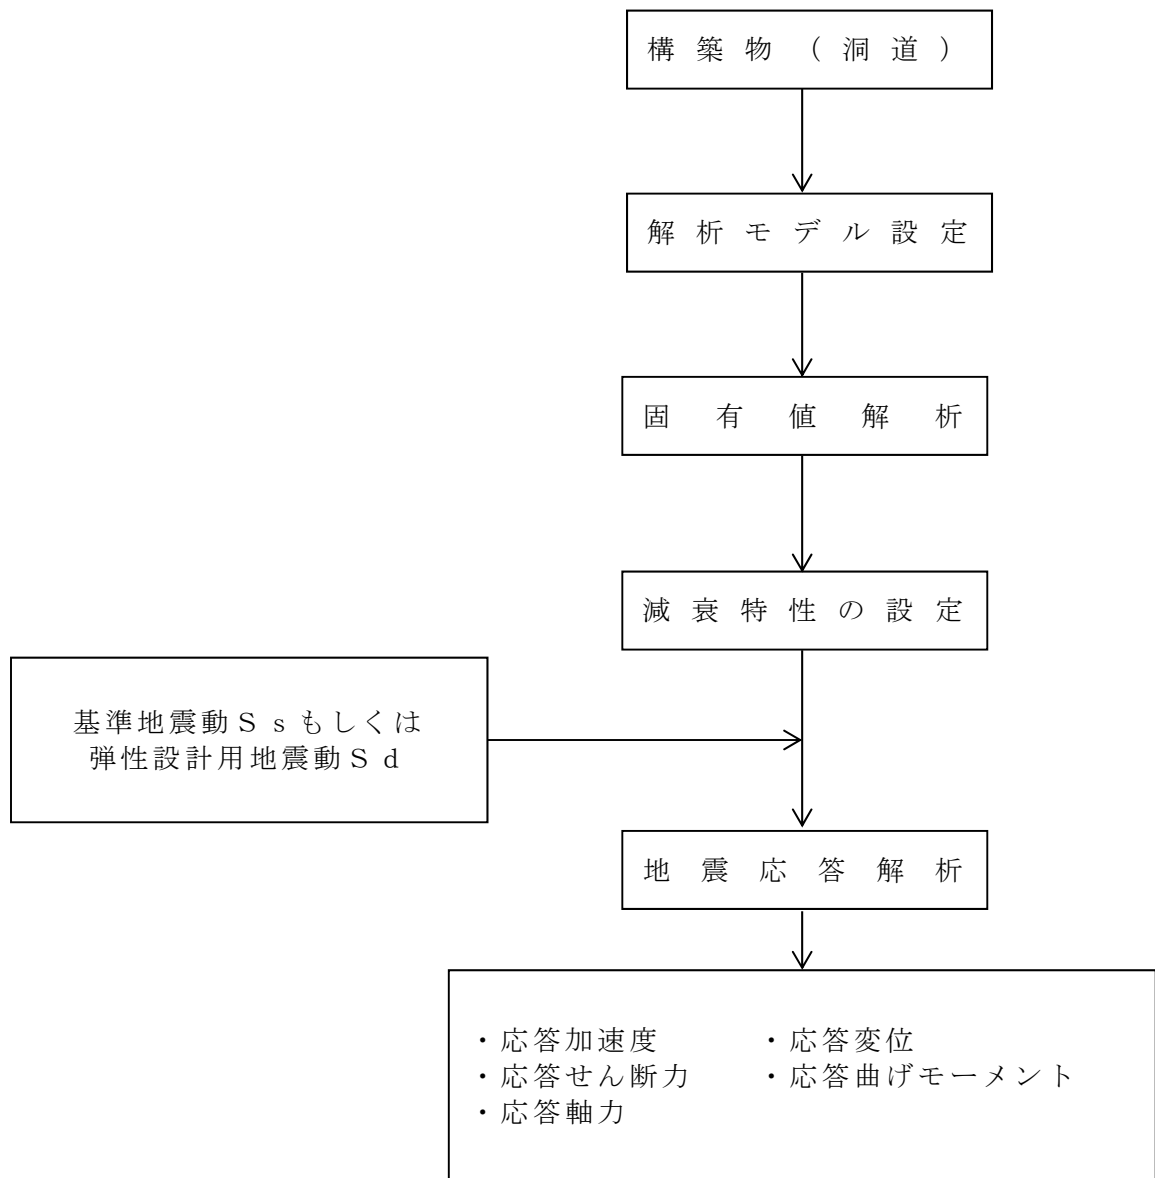 構築物（洞道）
解析モデル設定
固有値解析
減衰特性の設定
基準地震動Ｓｓもしくは
弾性設計用地震動Ｓｄ
地震応答解析
・応答加速度　・応答変位
・応答せん断力　・応答曲げモーメント
・応答軸力